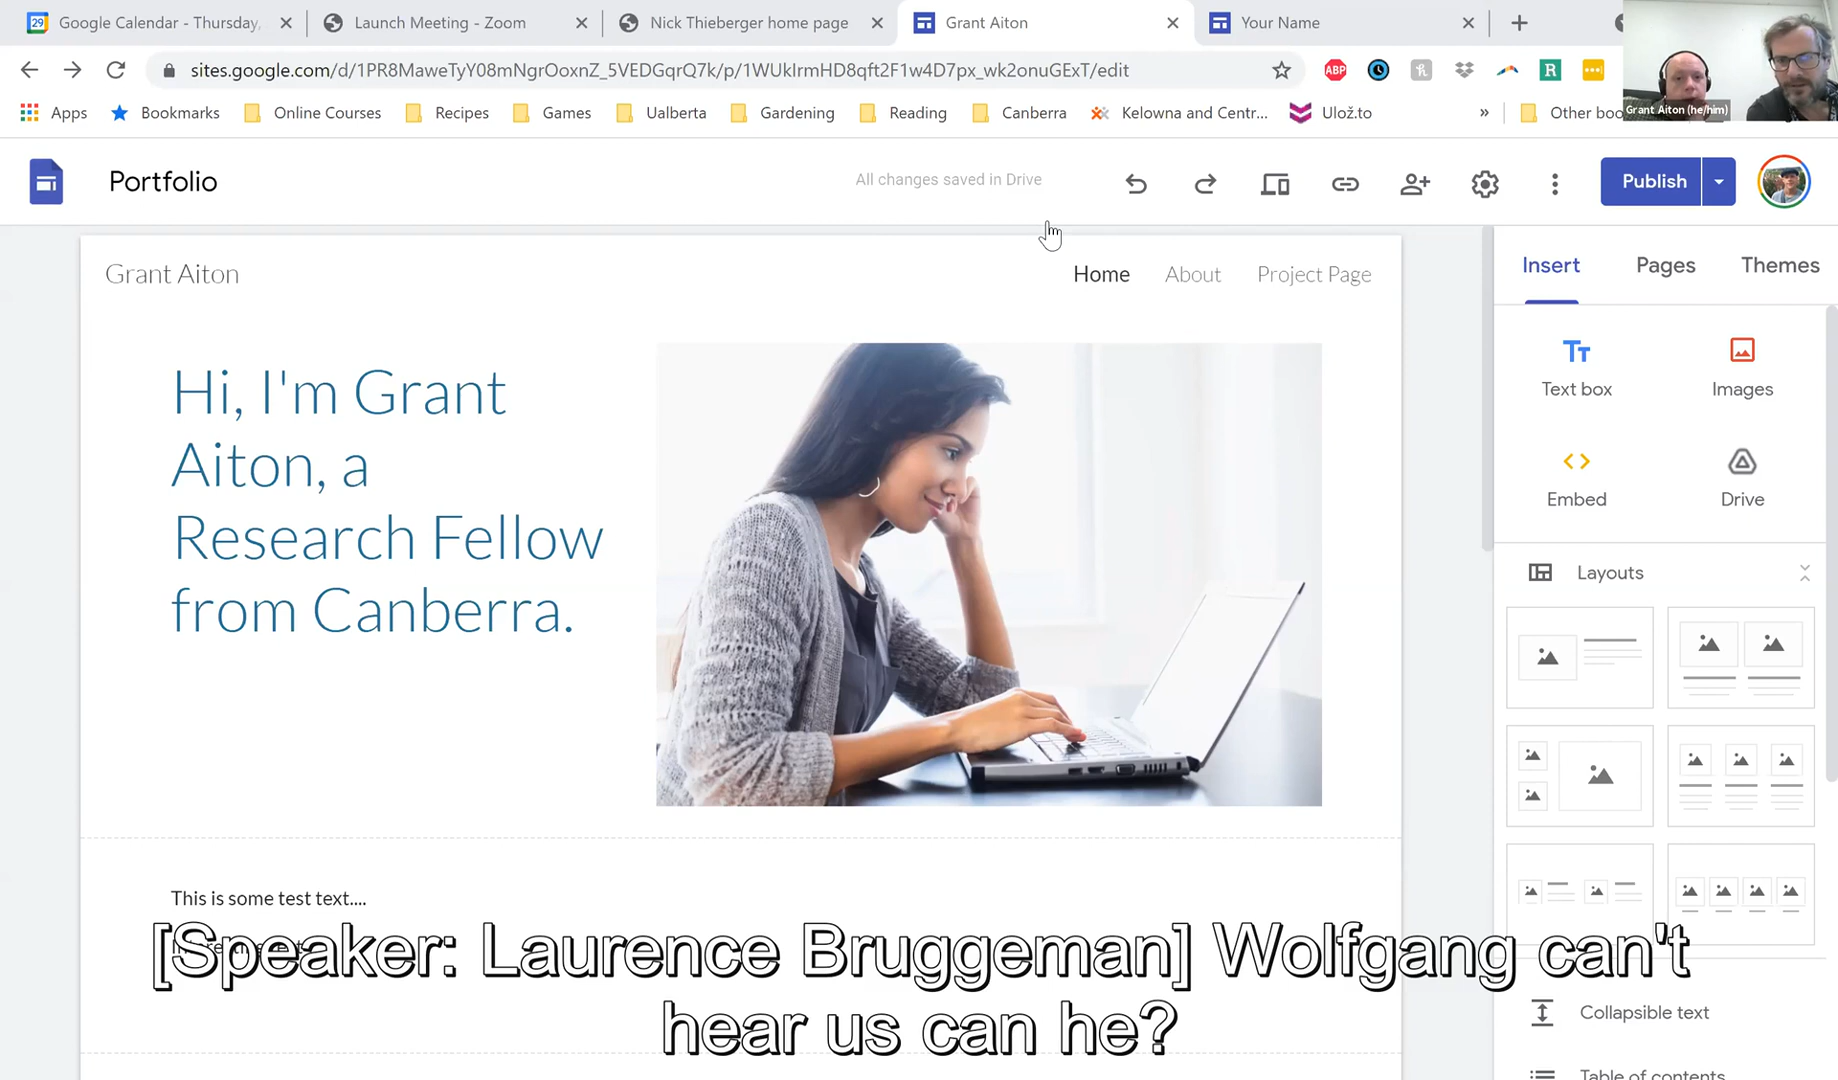 Google Calendar - Thursday,
Launch Meeting - Zoom
Nick Thieberger home page
Grant Aiton
Your Name
sites.google.com/d/1PR8MaweTyY08mNgrOoxnZ_5VEDGqrQ7k/p/1WUkIrmHD8qft2F1w4D7px_wk2onuGExT/edit
ABP
Grant Aiton (he/him)
Apps
Bookmarks
Online Courses
Recipes
Games
Ualberta
Gardening
Reading
Canberra
Kelowna and Centr...
Ulož.to
»
Other boo
Portfolio
All changes saved in Drive
Publish
Grant Aiton
Home
About
Project Page
Insert
Pages
Themes
Hi, I'm Grant
Aiton, a
Research Fellow
from Canberra.
Text box
Images
Embed
Drive
Layouts
This is some test text....
[Speaker: Laurence Bruggeman] Wolfgang can't
hear us can he?
Collapsible text
Table of contents